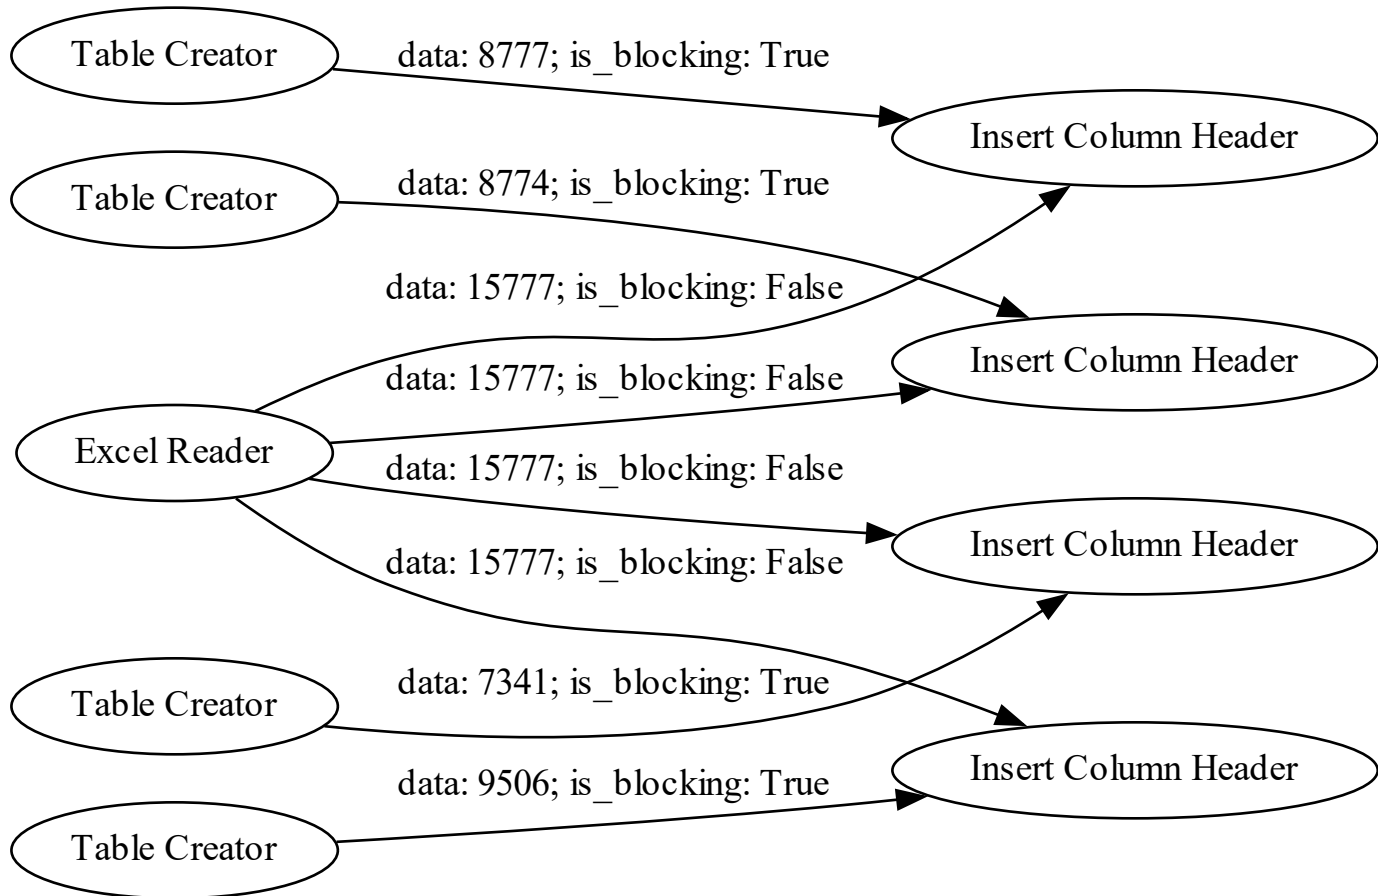 Table Creator
data: 8777; is_blocking: True
Insert Column Header
Table Creator
data: 8774; is_blocking: True
data: 15777; is_blocking: False
Insert Column Header
data: 15777; is_blocking: False
Excel Reader
data: 15777; is_blocking: False
Insert Column Header
data: 15777; is_blocking: False
Table Creator
data: 7341; is_blocking: True
Insert Column Header
data: 9506; is_blocking: True
Table Creator